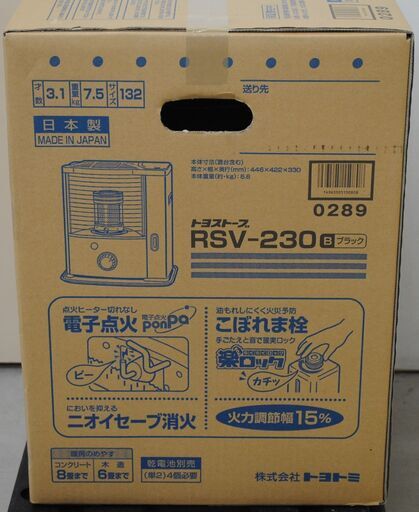 0289
才数 3.1 重量kg 7.5 サイズ 132
送り先
日本製
MADE IN JAPAN
本体寸法(置台含む)
高さ×幅×奥行(mm):446×422×330
本体重量(約・kg):6.6
0289
トヨストーブ
RSV-230 B ブラック
点火ヒーター切れなし
電子点火 電子点火 ponpa
ピー
油もれしにくく火災予防
こぼれま栓
手ごたえと音で確実ロック
楽ロック
カチッ
においを抑える
ニオイセーブ消火
火力調節幅 15%
暖房のめやす
コンクリート 8畳まで
木造 6畳まで
乾電池別売
(単2)4個必要
株式会社トヨトミ